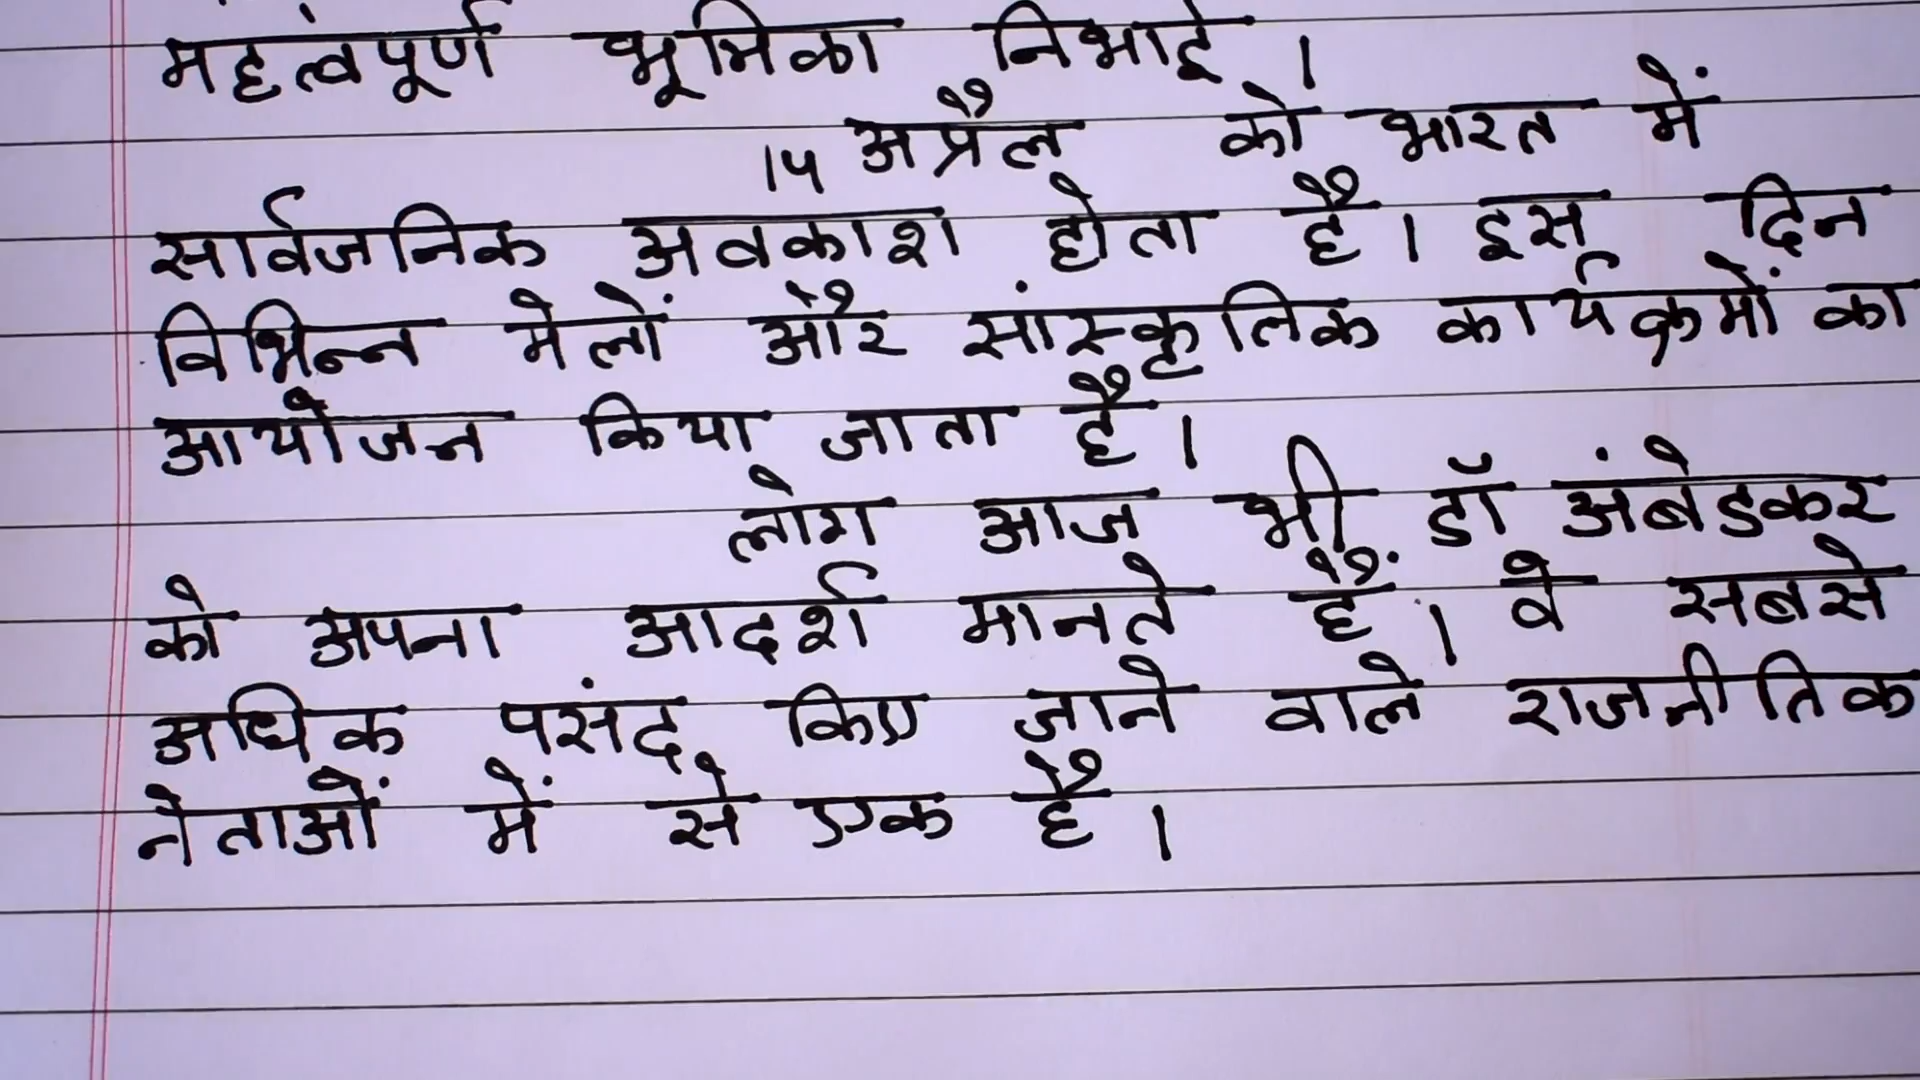 महत्वपूर्ण भूमिका निभाई ।
14 अप्रैल को भारत में
सार्वजनिक अवकाश होता है । इस दिन
विभिन्न मेलों और सांस्कृतिक कार्यक्रमों का
आयोजन किया जाता है ।
लोग आज भी डॉ अंबेडकर
को अपना आदर्श मानते हैं । वे सबसे
अधिक पसंद किए जाने वाले राजनीतिक
नेताओं में से एक है ।